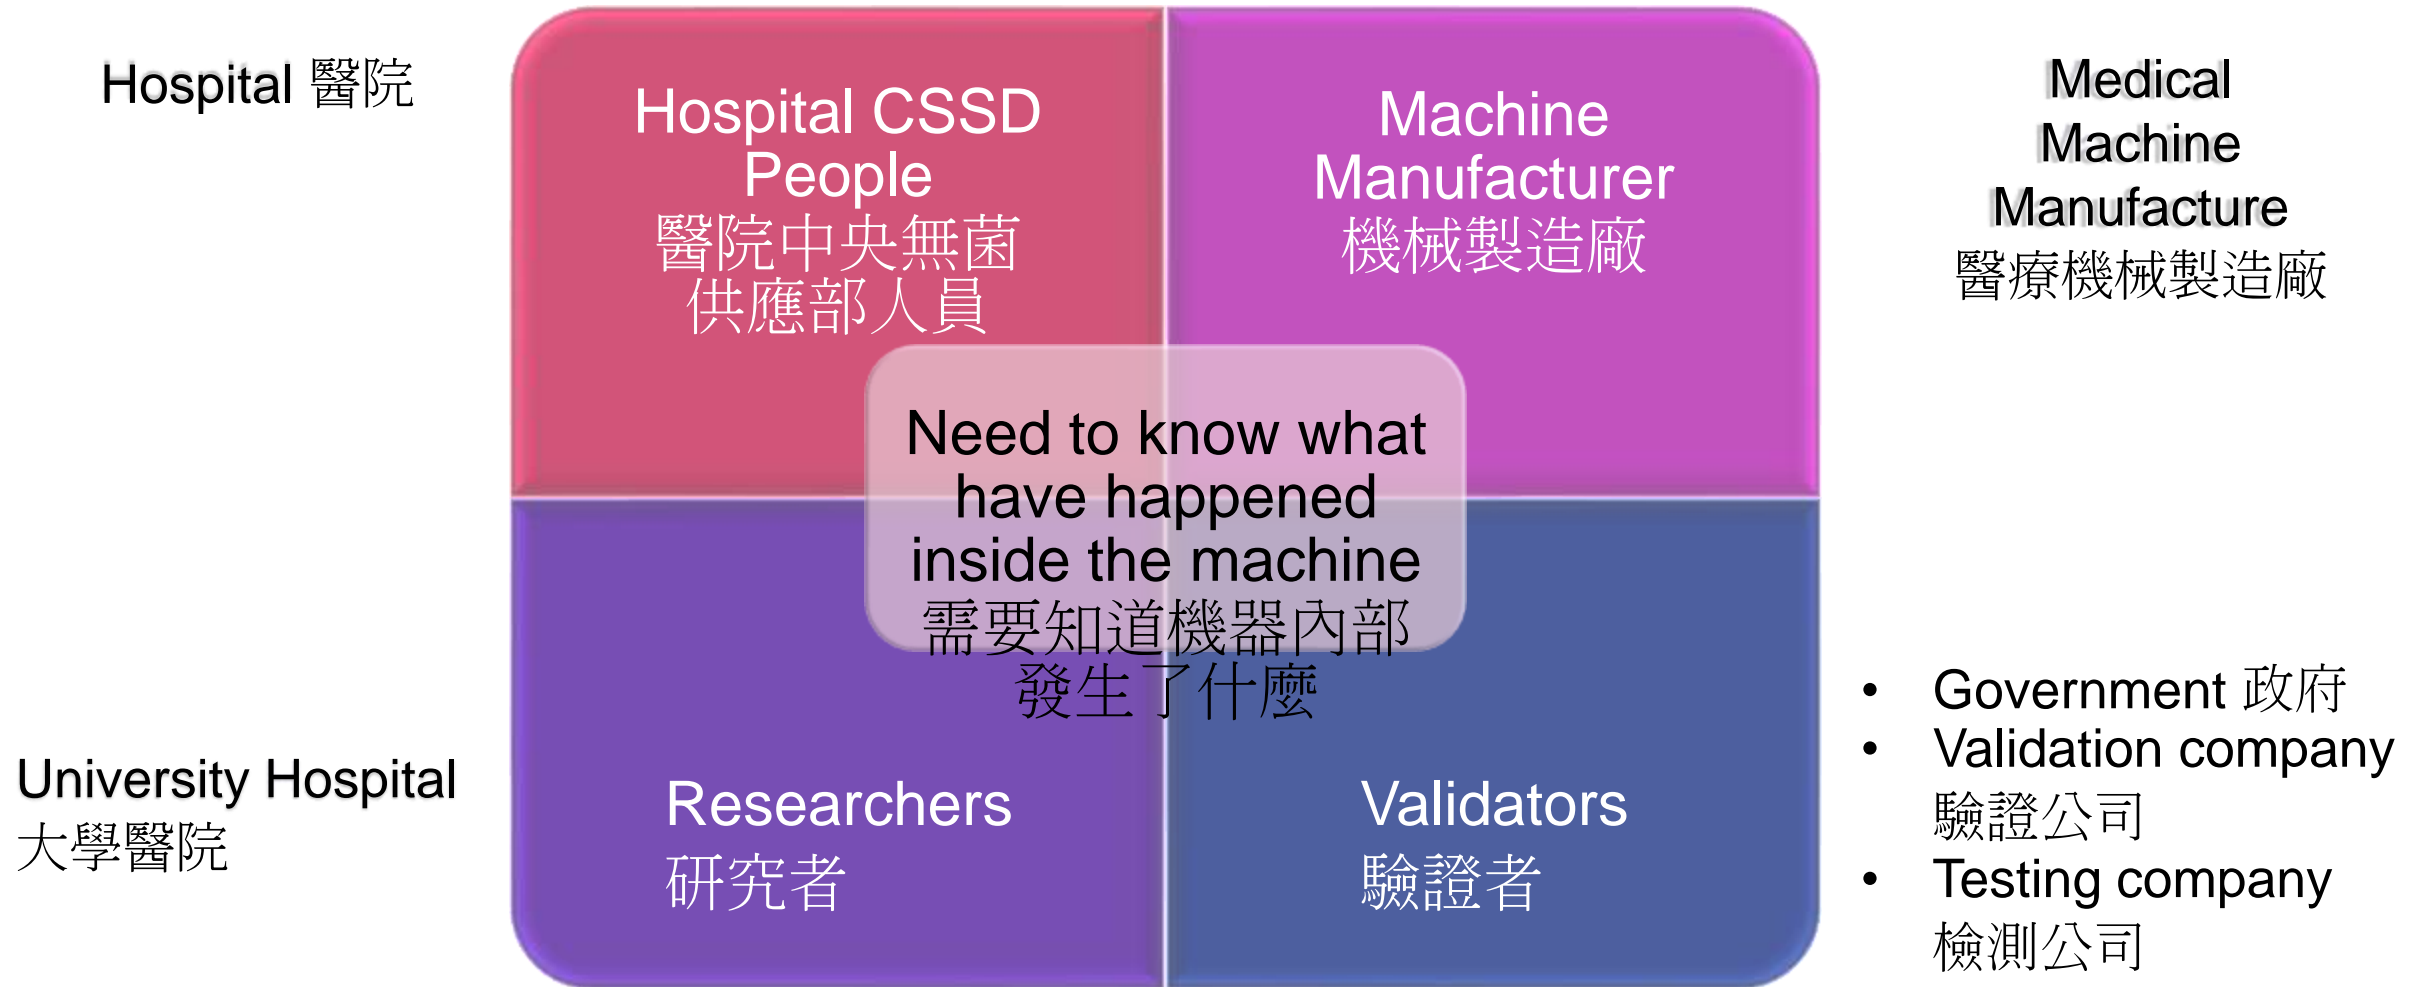 Hospital 醫院
Hospital CSSD
People
醫院中央無菌
供應部人員
Machine
Manufacturer
機械製造廠
Medical
Machine
Manufacture
醫療機械製造廠
Need to know what
have happened
inside the machine
需要知道機器內部
發生了什麼
University Hospital
大學醫院
Researchers
研究者
Validators
驗證者
• Government 政府
• Validation company
驗證公司
• Testing company
檢測公司